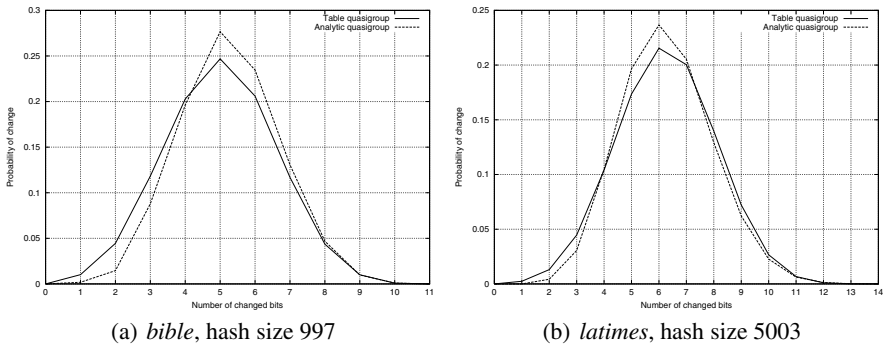 0.3
0.25
0.2
0.15
0.1
0.05
0
Probability of change
Table quasigroup
Analytic quasigroup
0 1 2 3 4 5 6 7 8 9 10 11
Number of changed bits
(a) bible, hash size 997
0.25
0.2
0.15
0.1
0.05
0
Probability of change
Table quasigroup
Analytic quasigroup
0 1 2 3 4 5 6 7 8 9 10 11 12 13 14
Number of changed bits
(b) latimes, hash size 5003